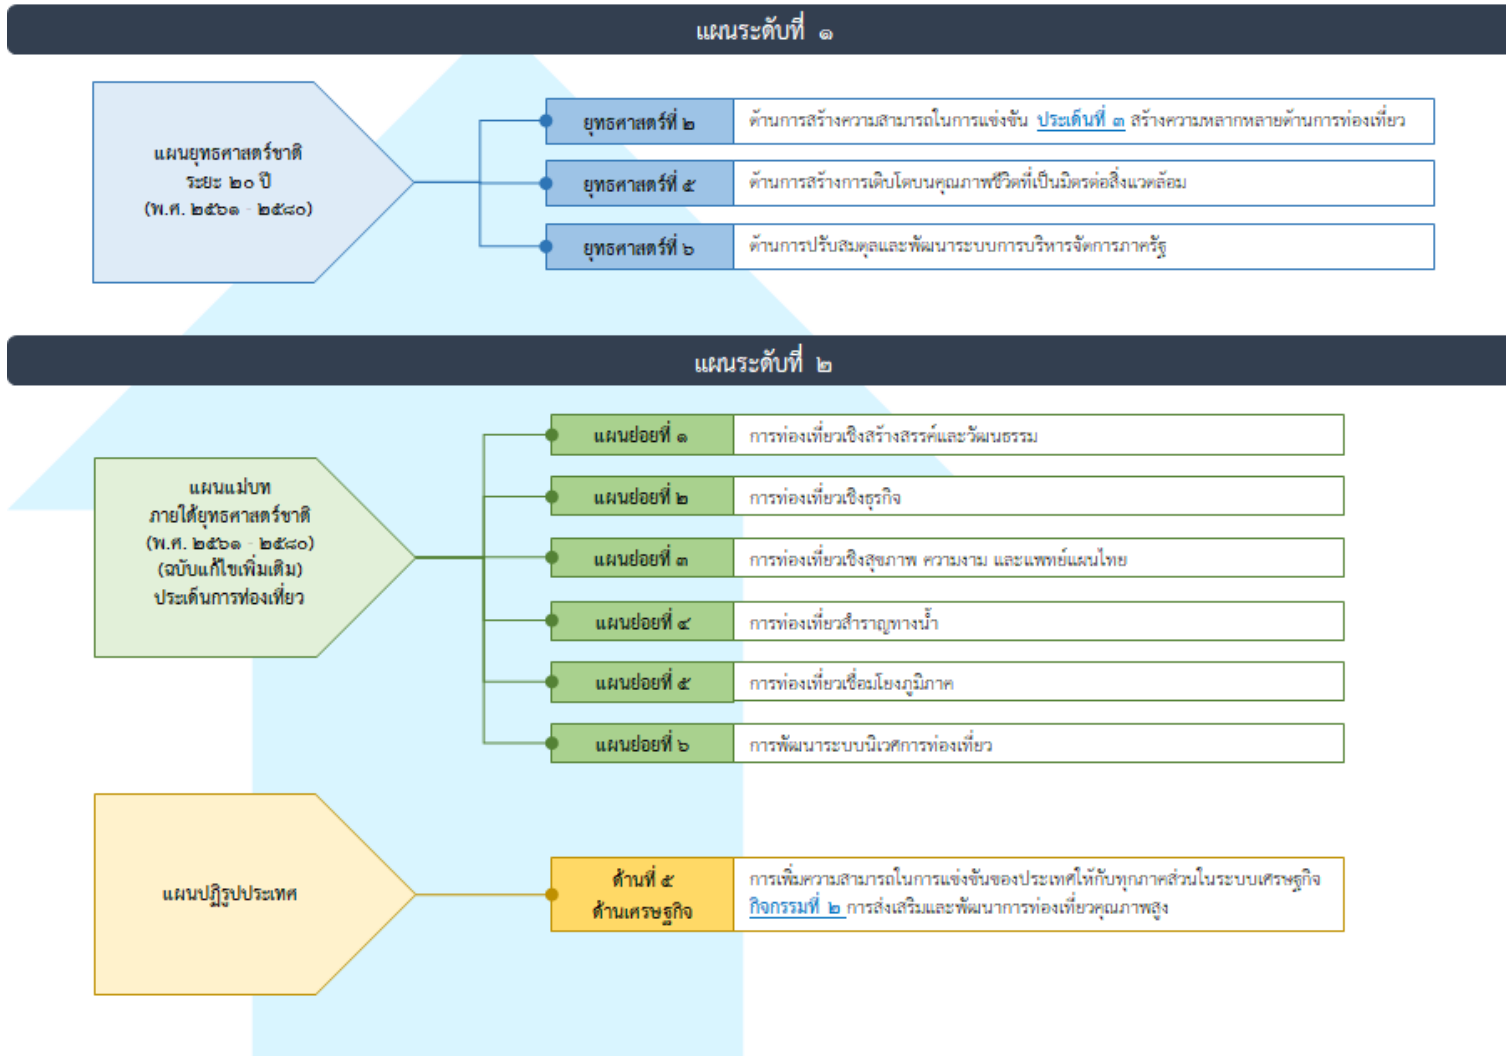 แผนระดับที่ ๑
แผนยุทธศาสตร์ชาติ
ระยะ ๒๐ ปี
(พ.ศ. ๒๕๖๑ - ๒๕๘๐)
ยุทธศาสตร์ที่ ๒
ด้านการสร้างความสามารถในการแข่งขัน ประเด็นที่ ๓ สร้างความหลากหลายด้านการท่องเที่ยว
ยุทธศาสตร์ที่ ๕
ด้านการสร้างการเติบโตบนคุณภาพชีวิตที่เป็นมิตรต่อสิ่งแวดล้อม
ยุทธศาสตร์ที่ ๖
ด้านการปรับสมดุลและพัฒนาระบบการบริหารจัดการภาครัฐ
แผนระดับที่ ๒
แผนแม่บท
ภายใต้ยุทธศาสตร์ชาติ
(พ.ศ. ๒๕๖๑ - ๒๕๘๐)
(ฉบับแก้ไขเพิ่มเติม)
ประเด็นการท่องเที่ยว
แผนย่อยที่ ๑
การท่องเที่ยวเชิงสร้างสรรค์และวัฒนธรรม
แผนย่อยที่ ๒
การท่องเที่ยวเชิงธุรกิจ
แผนย่อยที่ ๓
การท่องเที่ยวเชิงสุขภาพ ความงาม และแพทย์แผนไทย
แผนย่อยที่ ๔
การท่องเที่ยวสำราญทางน้ำ
แผนย่อยที่ ๕
การท่องเที่ยวเชื่อมโยงภูมิภาค
แผนย่อยที่ ๖
การพัฒนาระบบนิเวศการท่องเที่ยว
แผนปฏิรูปประเทศ
ด้านที่ ๕
ด้านเศรษฐกิจ
การเพิ่มความสามารถในการแข่งขันของประเทศให้กับทุกภาคส่วนในระบบเศรษฐกิจ
กิจกรรมที่ ๒ การส่งเสริมและพัฒนาการท่องเที่ยวคุณภาพสูง